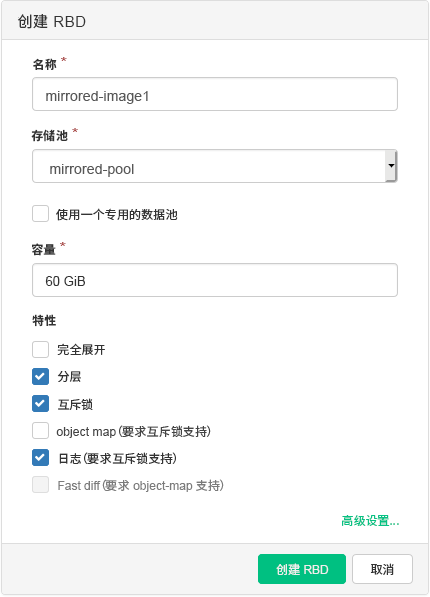 创建 RBD
名称 *
mirrored-image1
存储池 *
mirrored-pool
使用一个专用的数据池
容量 *
60 GiB
特性
完全展开
分层
互斥锁
object map (要求互斥锁支持)
日志 (要求互斥锁支持)
Fast diff (要求 object-map 支持)
高级设置...
创建 RBD 取消